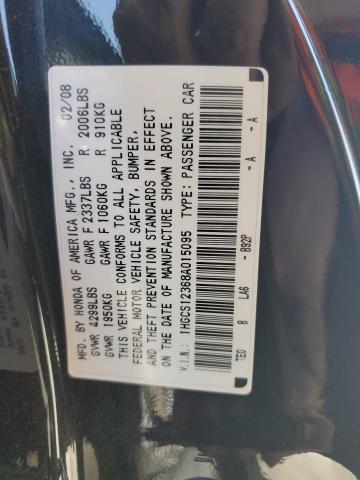 MFD. BY HONDA OF AMERICA MFG., INC. 02/08
GVWR 4299LBS GAWR F 2337LBS R 2006LBS
GVWR 1950KG GAWR F 1060KG R 910KG
THIS VEHICLE CONFORMS TO ALL APPLICABLE
FEDERAL MOTOR VEHICLE SAFETY, BUMPER,
AND THEFT PREVENTION STANDARDS IN EFFECT
ON THE DATE OF MANUFACTURE SHOWN ABOVE.
V.I.N.: 1HGCS12368A015095 TYPE: PASSENGER CAR
TEO B LA6 - B92P - A - A